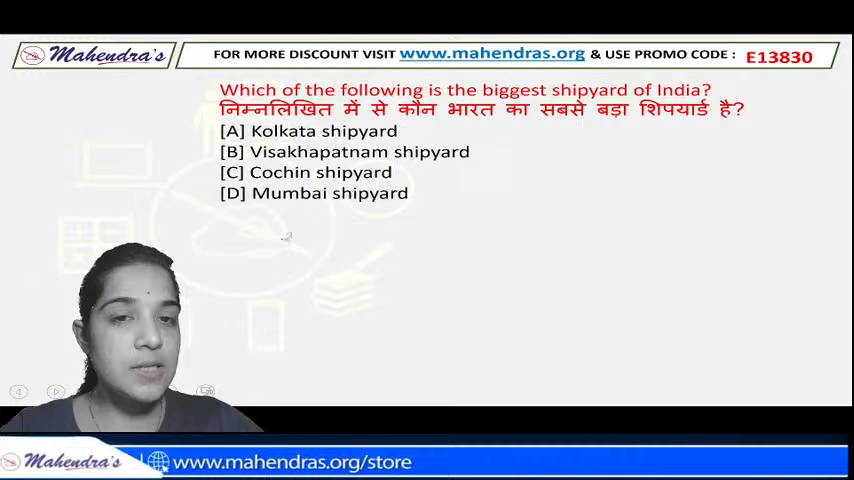 Mahendra's
FOR MORE DISCOUNT VISIT www.mahendras.org & USE PROMO CODE : E13830
Which of the following is the biggest shipyard of India?
निम्नलिखित में से कौन भारत का सबसे बड़ा शिपयार्ड है?
[A] Kolkata shipyard
[B] Visakhapatnam shipyard
[C] Cochin shipyard
[D] Mumbai shipyard
Mahendra's
www.mahendras.org/store